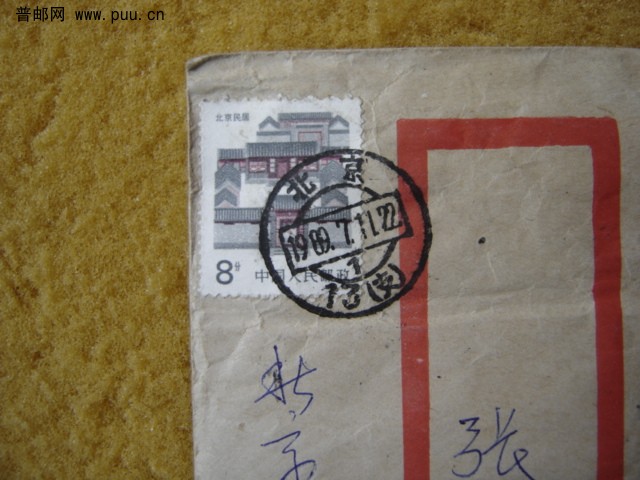 普邮网 www.puu.cn
北京民居
8分
中国人民邮政
北京
1989.7.11.22
1
13(支)
张